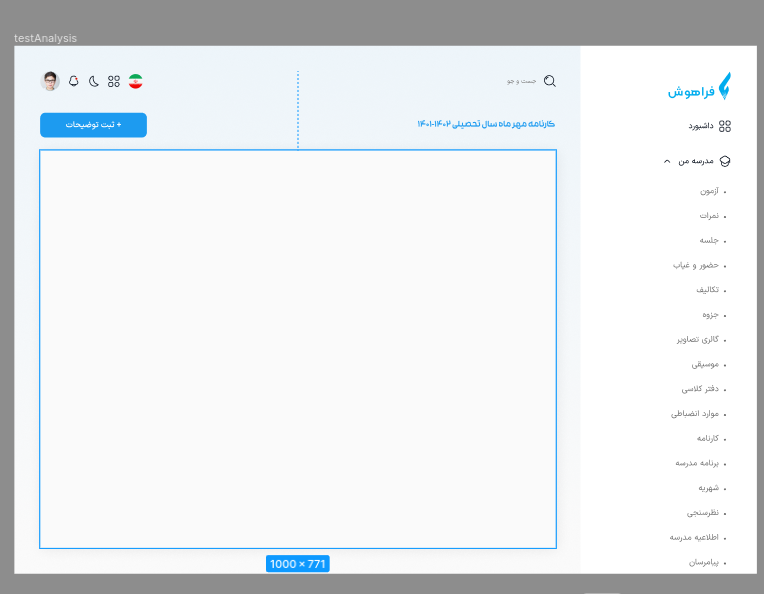 testAnalysis
فراهوش
جست و جو
داشبورد
کارنامه مهر ماه سال تحصیلی ۱۴۰۲-۱۴۰۱
+ ثبت توضیحات
مدرسه من
آزمون
نمرات
جلسه
حضور و غیاب
تکالیف
جزوه
گالری تصاویر
موسیقی
دفتر کلاسی
موارد انضباطی
کارنامه
برنامه مدرسه
شهریه
نظرسنجی
اطلاعیه مدرسه
پیامرسان
1000 × 771